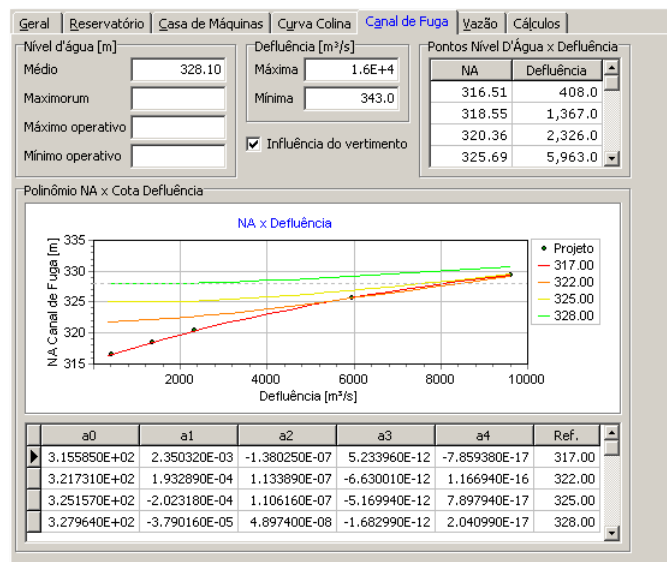 Geral Reservatório Casa de Máquinas Curva Colina Canal de Fuga Vazão Cálculos
Nível d'água [m] Defluência [m³/s] Pontos Nível D'Água x Defluência
Médio 328.10 Máxima 1.6E+4 NA Defluência
Maximorum Mínima 343.0 316.51 408.0
Máximo operativo 318.55 1,367.0
Influência do vertimento 320.36 2,326.0
Mínimo operativo 325.69 5,963.0
Polinômio NA x Cota Defluência
NA x Defluência
NA Canal de Fuga [m]
335
330
325
320
315
2000 4000 6000 8000 10000
Defluência [m³/s]
Projeto
317.00
322.00
325.00
328.00
a0 a1 a2 a3 a4 Ref.
3.155850E+02 2.350320E-03 -1.380250E-07 5.233960E-12 -7.859380E-17 317.00
3.217310E+02 1.932890E-04 1.133890E-07 -6.630010E-12 1.166940E-16 322.00
3.251570E+02 -2.023180E-04 1.106160E-07 -5.169940E-12 7.897940E-17 325.00
3.279640E+02 -3.790160E-05 4.897400E-08 -1.682990E-12 2.040990E-17 328.00